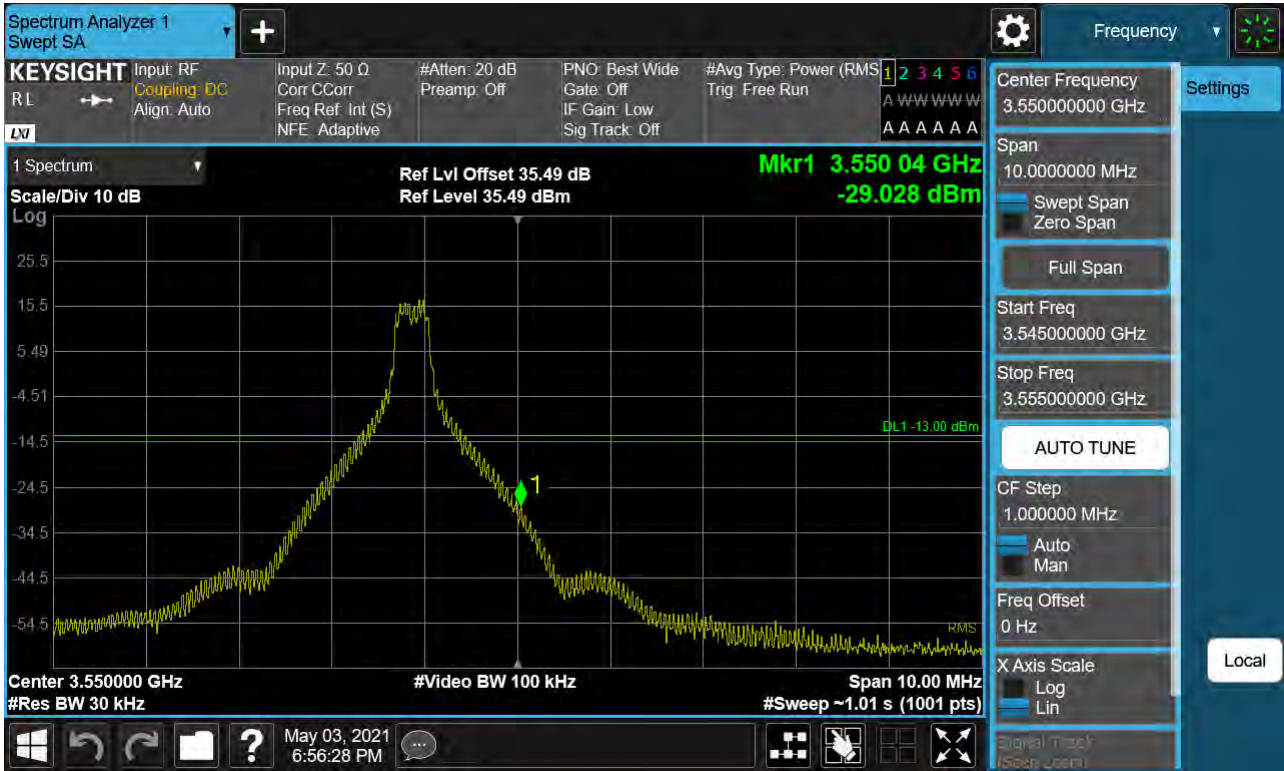 Spectrum Analyzer 1
Swept SA
Frequency
KEYSIGHT
RL
LXI
Input: RF
Coupling: DC
Align: Auto
Input Z: 50 Ω
Corr CCorr
Freq Ref: Int (S)
NFE: Adaptive
#Atten: 20 dB
Preamp: Off
PNO: Best Wide
Gate: Off
IF Gain: Low
Sig Track: Off
#Avg Type: Power (RMS
Trig: Free Run
1 2 3 4 5 6
A W W W W W
A A A A A A
1 Spectrum
Scale/Div 10 dB
Log
Ref Lvl Offset 35.49 dB
Ref Level 35.49 dBm
Mkr1 3.550 04 GHz
-29.028 dBm
25.5
15.5
5.49
-4.51
-14.5
-24.5
-34.5
-44.5
-54.5
DL1 -13.00 dBm
1
RMS
Center 3.550000 GHz
#Res BW 30 kHz
#Video BW 100 kHz
Span 10.00 MHz
#Sweep ~1.01 s (1001 pts)
Center Frequency
3.550000000 GHz
Settings
Span
10.0000000 MHz
Swept Span
Zero Span
Full Span
Start Freq
3.545000000 GHz
Stop Freq
3.555000000 GHz
AUTO TUNE
CF Step
1.000000 MHz
Auto
Man
Freq Offset
0 Hz
X Axis Scale
Log
Lin
Local
Signal Track
(Span Zoom)
?
May 03, 2021
6:56:28 PM